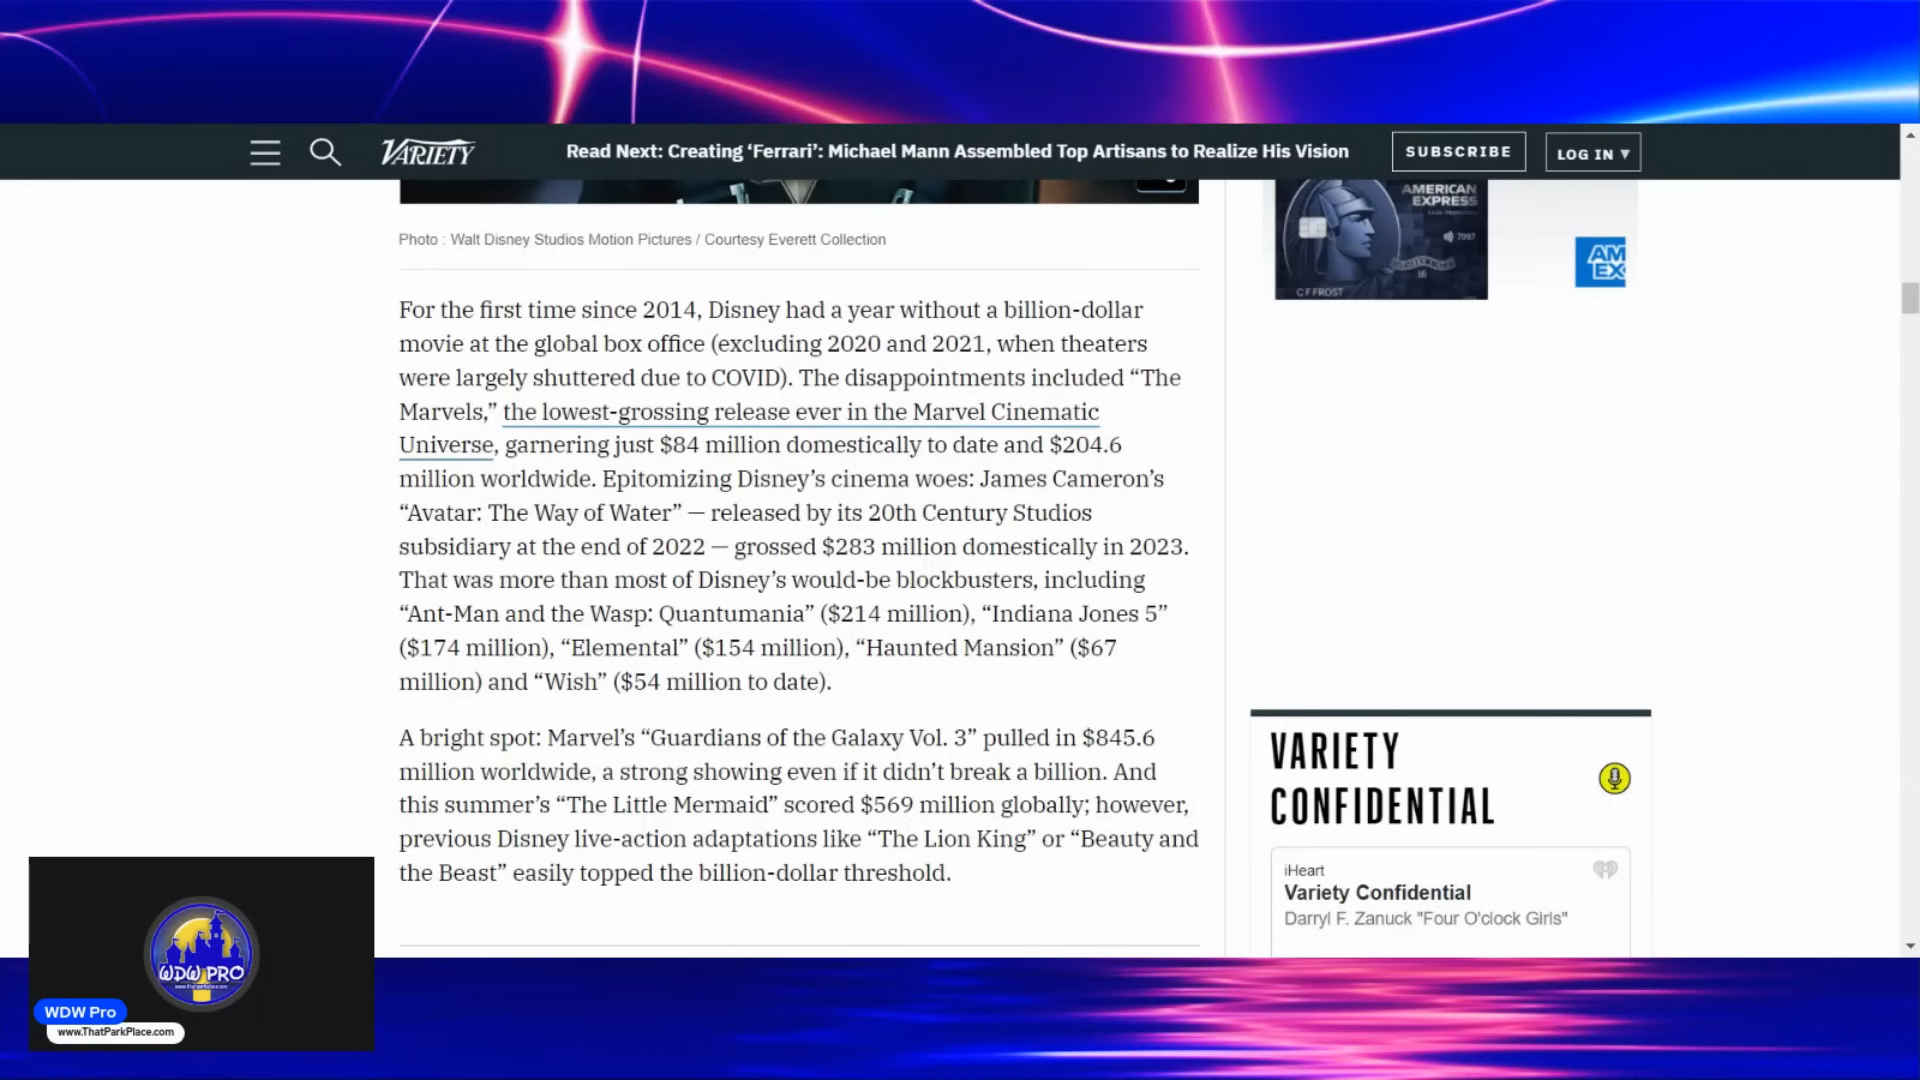 VARIETY
Read Next: Creating ‘Ferrari’: Michael Mann Assembled Top Artisans to Realize His Vision
SUBSCRIBE
LOG IN ▾
AMERICAN
EXPRESS
7997
16
C F FROST
AM
EX
Photo : Walt Disney Studios Motion Pictures / Courtesy Everett Collection
For the first time since 2014, Disney had a year without a billion-dollar
movie at the global box office (excluding 2020 and 2021, when theaters
were largely shuttered due to COVID). The disappointments included “The
Marvels,” the lowest-grossing release ever in the Marvel Cinematic
Universe, garnering just $84 million domestically to date and $204.6
million worldwide. Epitomizing Disney’s cinema woes: James Cameron’s
“Avatar: The Way of Water” — released by its 20th Century Studios
subsidiary at the end of 2022 — grossed $283 million domestically in 2023.
That was more than most of Disney’s would-be blockbusters, including
“Ant-Man and the Wasp: Quantumania” ($214 million), “Indiana Jones 5”
($174 million), “Elemental” ($154 million), “Haunted Mansion” ($67
million) and “Wish” ($54 million to date).
A bright spot: Marvel’s “Guardians of the Galaxy Vol. 3” pulled in $845.6
million worldwide, a strong showing even if it didn’t break a billion. And
this summer’s “The Little Mermaid” scored $569 million globally; however,
previous Disney live-action adaptations like “The Lion King” or “Beauty and
the Beast” easily topped the billion-dollar threshold.
VARIETY
CONFIDENTIAL
iHeart
Variety Confidential
Darryl F. Zanuck "Four O'clock Girls"
WDW PRO
WDW Pro
www.ThatParkPlace.com